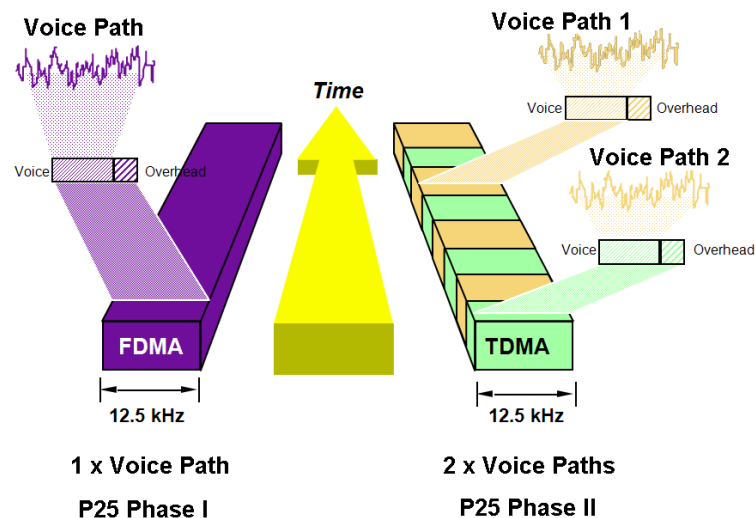 Voice Path
Voice
Overhead
Time
Voice Path 1
Voice
Overhead
Voice Path 2
Voice
Overhead
FDMA
TDMA
12.5 kHz
12.5 kHz
1 x Voice Path
2 x Voice Paths
P25 Phase I
P25 Phase II